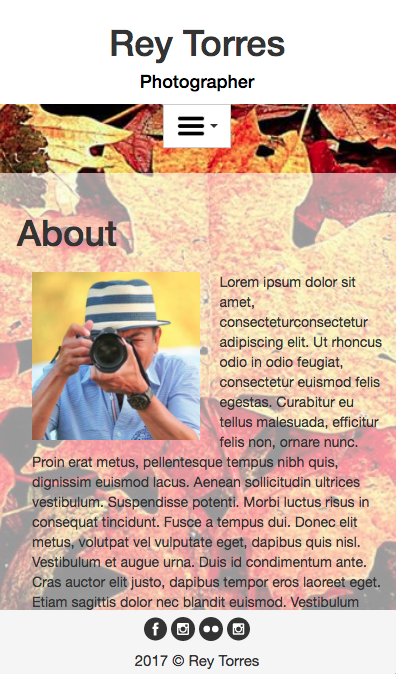 Rey Torres
Photographer
About
Lorem ipsum dolor sit
amet,
consecteturconsectetur
adipiscing elit. Ut rhoncus
odio in odio feugiat,
consectetur euismod felis
egestas. Curabitur eu
tellus malesuada, efficitur
felis non, ornare nunc.
Proin erat metus, pellentesque tempus nibh quis,
dignissim euismod lacus. Aenean sollicitudin ultrices
vestibulum. Suspendisse potenti. Morbi luctus risus in
consequat tincidunt. Fusce a tempus dui. Donec elit
metus, volutpat vel vulputate eget, dapibus quis nisl.
Vestibulum et augue urna. Duis id condimentum ante.
Cras auctor elit justo, dapibus tempor eros laoreet eget.
Etiam sagittis dolor nec blandit euismod. Vestibulum
2017 © Rey Torres